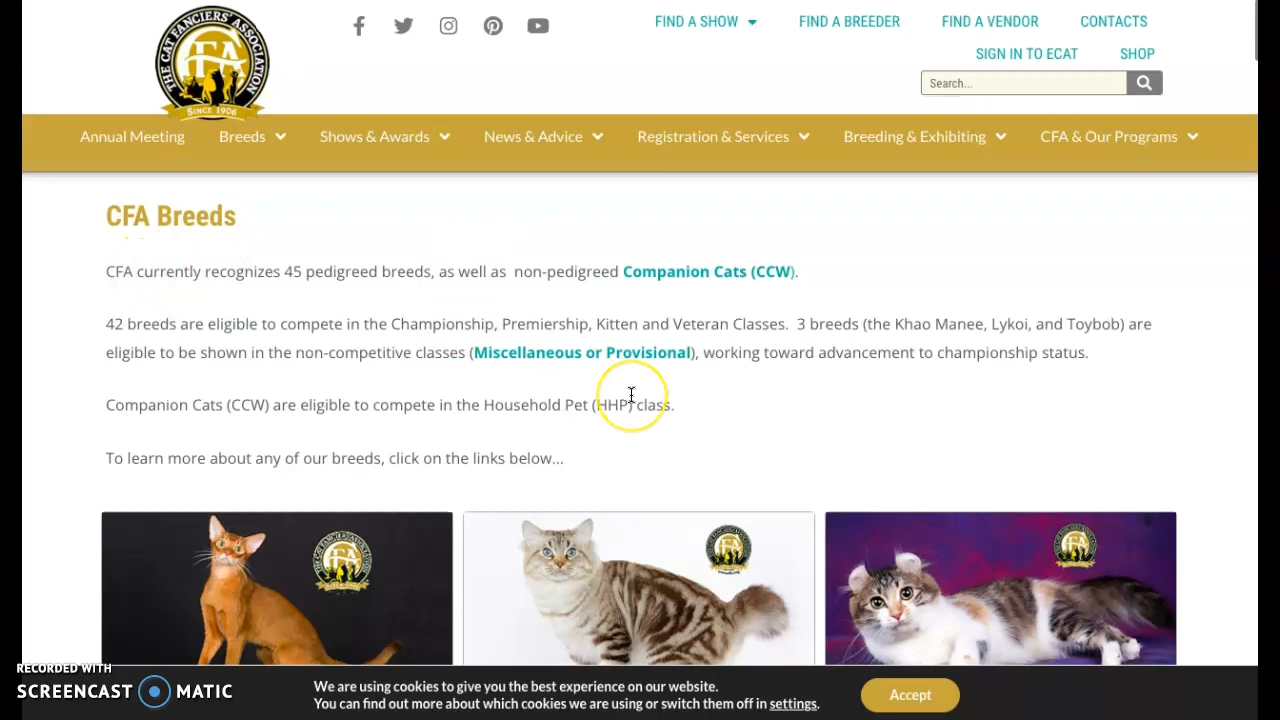 THE CAT FANCIERS' ASSOCIATION
CFA
SINCE 1906
FIND A SHOW
FIND A BREEDER
FIND A VENDOR
CONTACTS
SIGN IN TO ECAT
SHOP
Search...
Annual Meeting
Breeds
Shows & Awards
News & Advice
Registration & Services
Breeding & Exhibiting
CFA & Our Programs
CFA Breeds
CFA currently recognizes 45 pedigreed breeds, as well as non-pedigreed Companion Cats (CCW).
42 breeds are eligible to compete in the Championship, Premiership, Kitten and Veteran Classes. 3 breeds (the Khao Manee, Lykoi, and Toybob) are
eligible to be shown in the non-competitive classes (Miscellaneous or Provisional), working toward advancement to championship status.
Companion Cats (CCW) are eligible to compete in the Household Pet (HHP) class.
To learn more about any of our breeds, click on the links below...
RECORDED WITH
SCREENCAST MATIC
We are using cookies to give you the best experience on our website.
You can find out more about which cookies we are using or switch them off in settings.
Accept